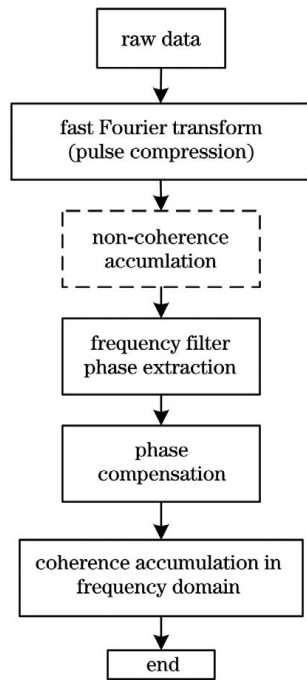 raw data
fast Fourier transform
(pulse compression)
non-coherence
accumlation
frequency filter
phase extraction
phase
compensation
coherence accumulation in
frequency domain
end